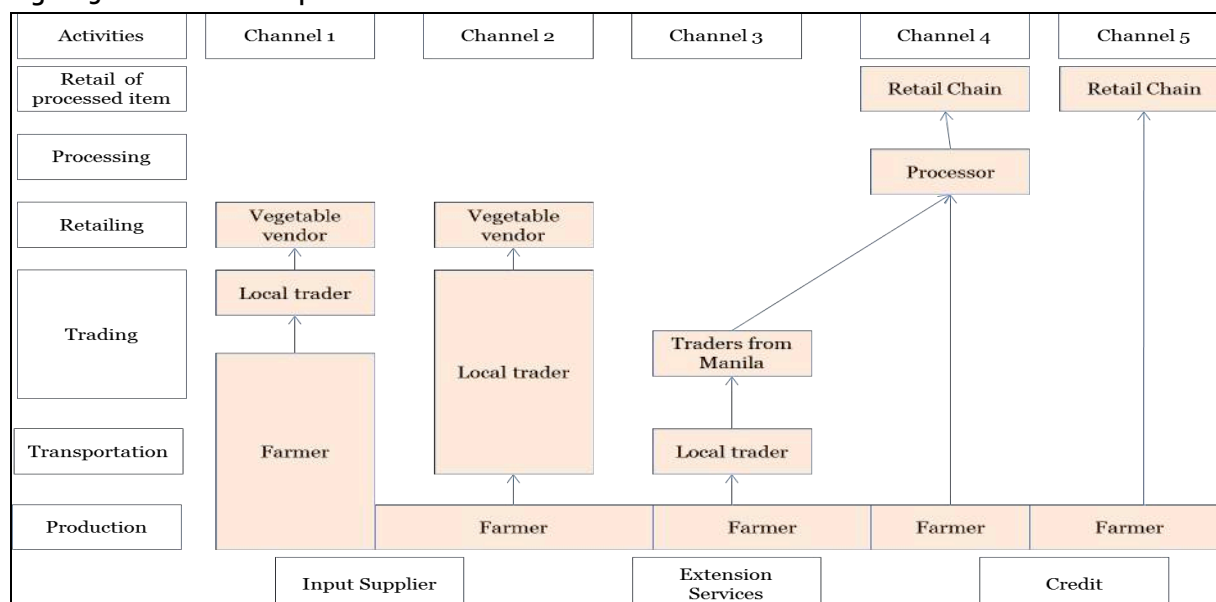 Activities
Channel 1
Channel 2
Channel 3
Channel 4
Channel 5
Retail of
processed item
Retail Chain
Retail Chain
Processing
Processor
Retailing
Vegetable
vendor
Vegetable
vendor
Trading
Local trader
Local trader
Traders from
Manila
Transportation
Farmer
Local trader
Production
Farmer
Farmer
Farmer
Farmer
Input Supplier
Extension
Services
Credit